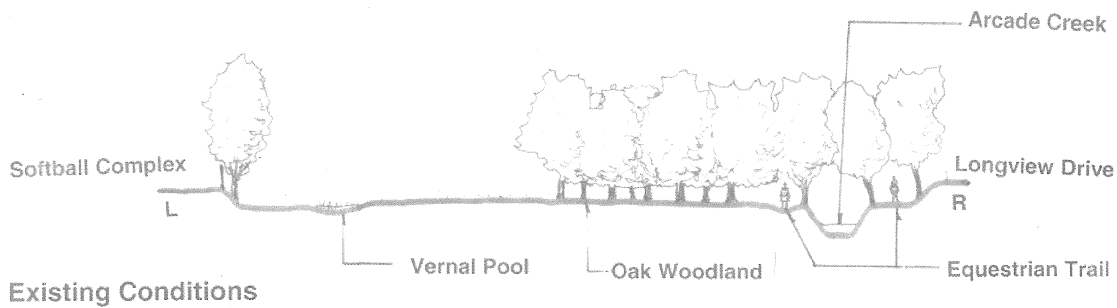 Arcade Creek
Softball Complex
Longview Drive
L
R
Vernal Pool
Oak Woodland
Equestrian Trail
Existing Conditions